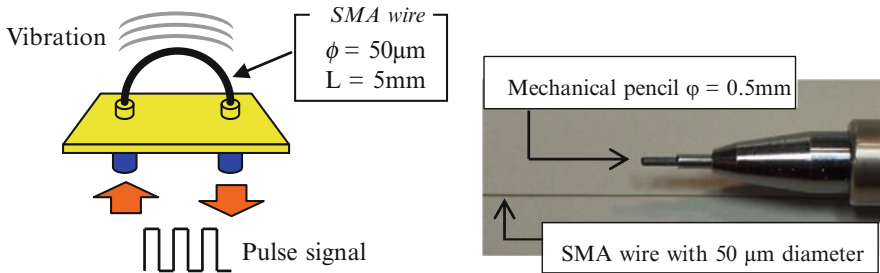 Vibration
SMA wire
ϕ = 50μm
L = 5mm
Pulse signal
Mechanical pencil φ = 0.5mm
SMA wire with 50 μm diameter